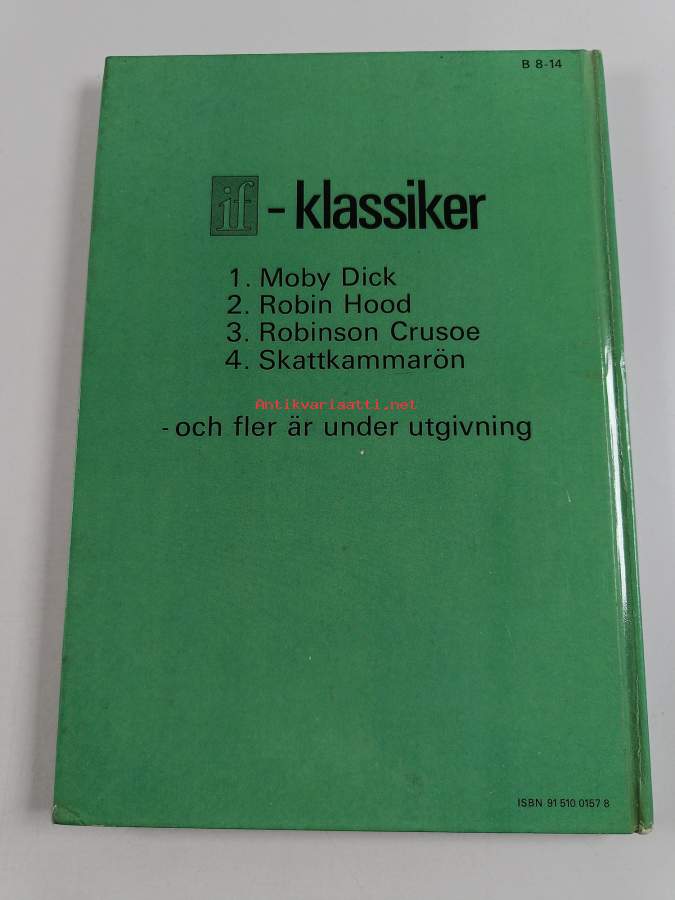 B 8-14
if - klassiker
1. Moby Dick
2. Robin Hood
3. Robinson Crusoe
4. Skattkammarön
Antikvariaatti.net
- och fler är under utgivning
ISBN 91 510 0157 8